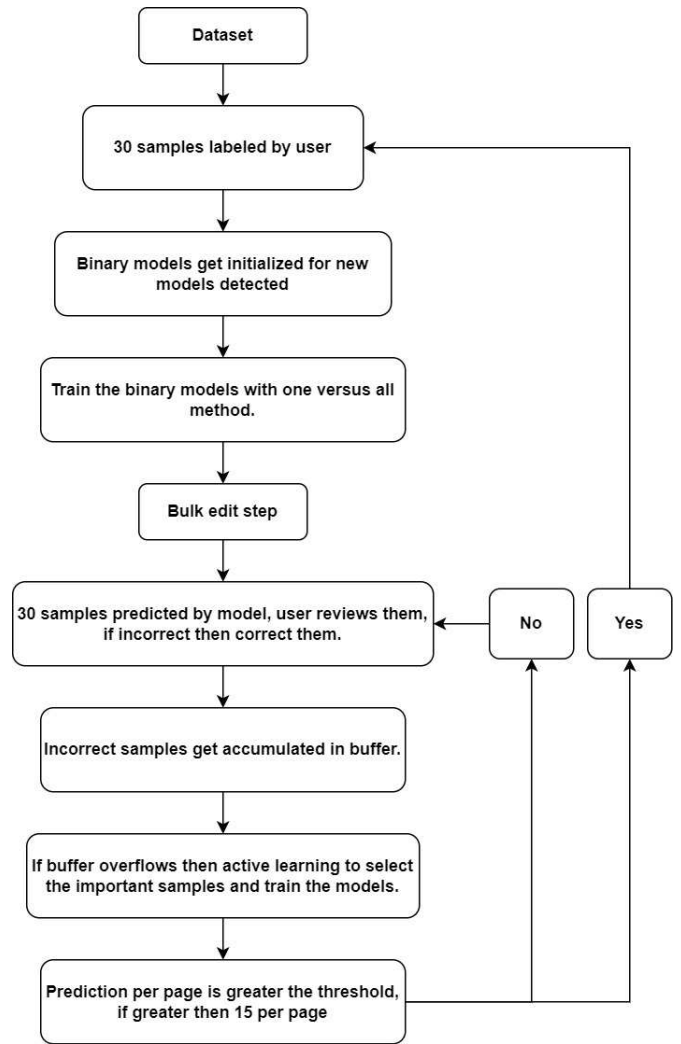 Dataset
30 samples labeled by user
Binary models get initialized for new
models detected
Train the binary models with one versus all
method.
Bulk edit step
30 samples predicted by model, user reviews them,
if incorrect then correct them.
No
Yes
Incorrect samples get accumulated in buffer.
If buffer overflows then active learning to select
the important samples and train the models.
Prediction per page is greater the threshold,
if greater then 15 per page